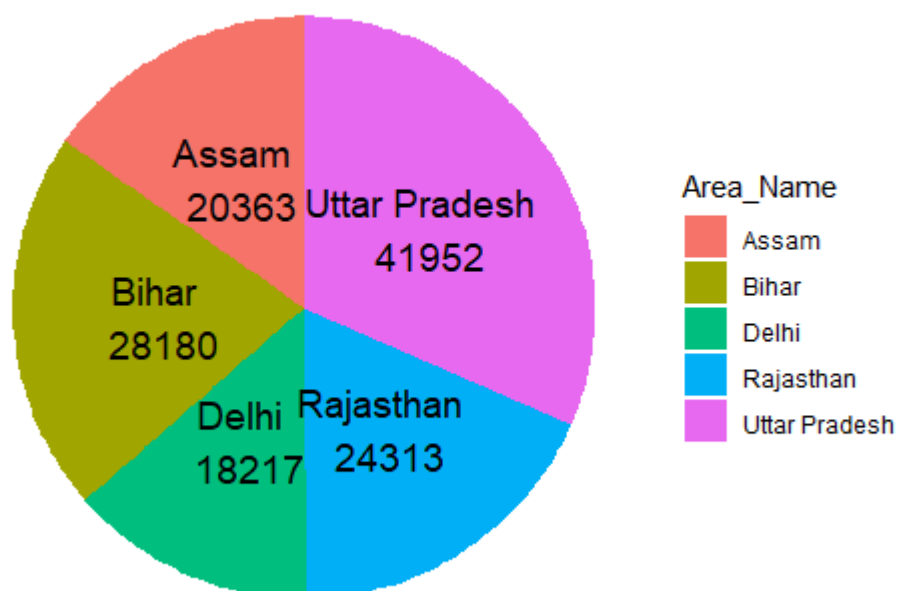 Assam
20363
Uttar Pradesh
41952
Bihar
28180
Delhi
18217
Rajasthan
24313
Area_Name
Assam
Bihar
Delhi
Rajasthan
Uttar Pradesh